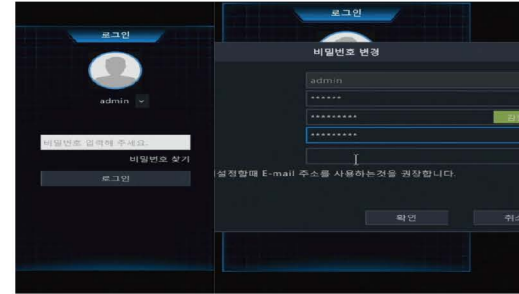 로그인
admin
비밀번호 입력해 주세요.
비밀번호 찾기
로그인
로그인
비밀번호 변경
admin
******
*********
*********
설정할때 E-mail 주소를 사용하는것을 권장합니다.
확인